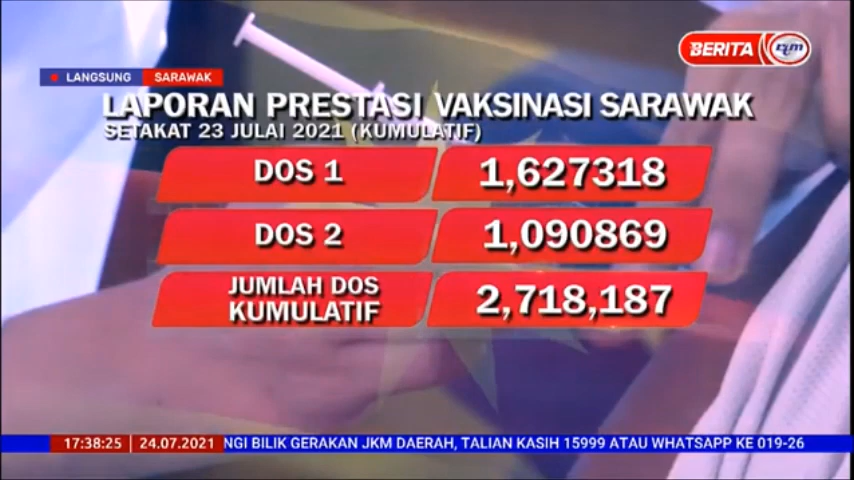 BERITA rtm
LANGSUNG SARAWAK
LAPORAN PRESTASI VAKSINASI SARAWAK
SETAKAT 23 JULAI 2021 (KUMULATIF)
DOS 1 1,627318
DOS 2 1,090869
JUMLAH DOS
KUMULATIF
2,718,187
17:38:25 24.07.2021 NGI BILIK GERAKAN JKM DAERAH, TALIAN KASIH 15999 ATAU WHATSAPP KE 019-26